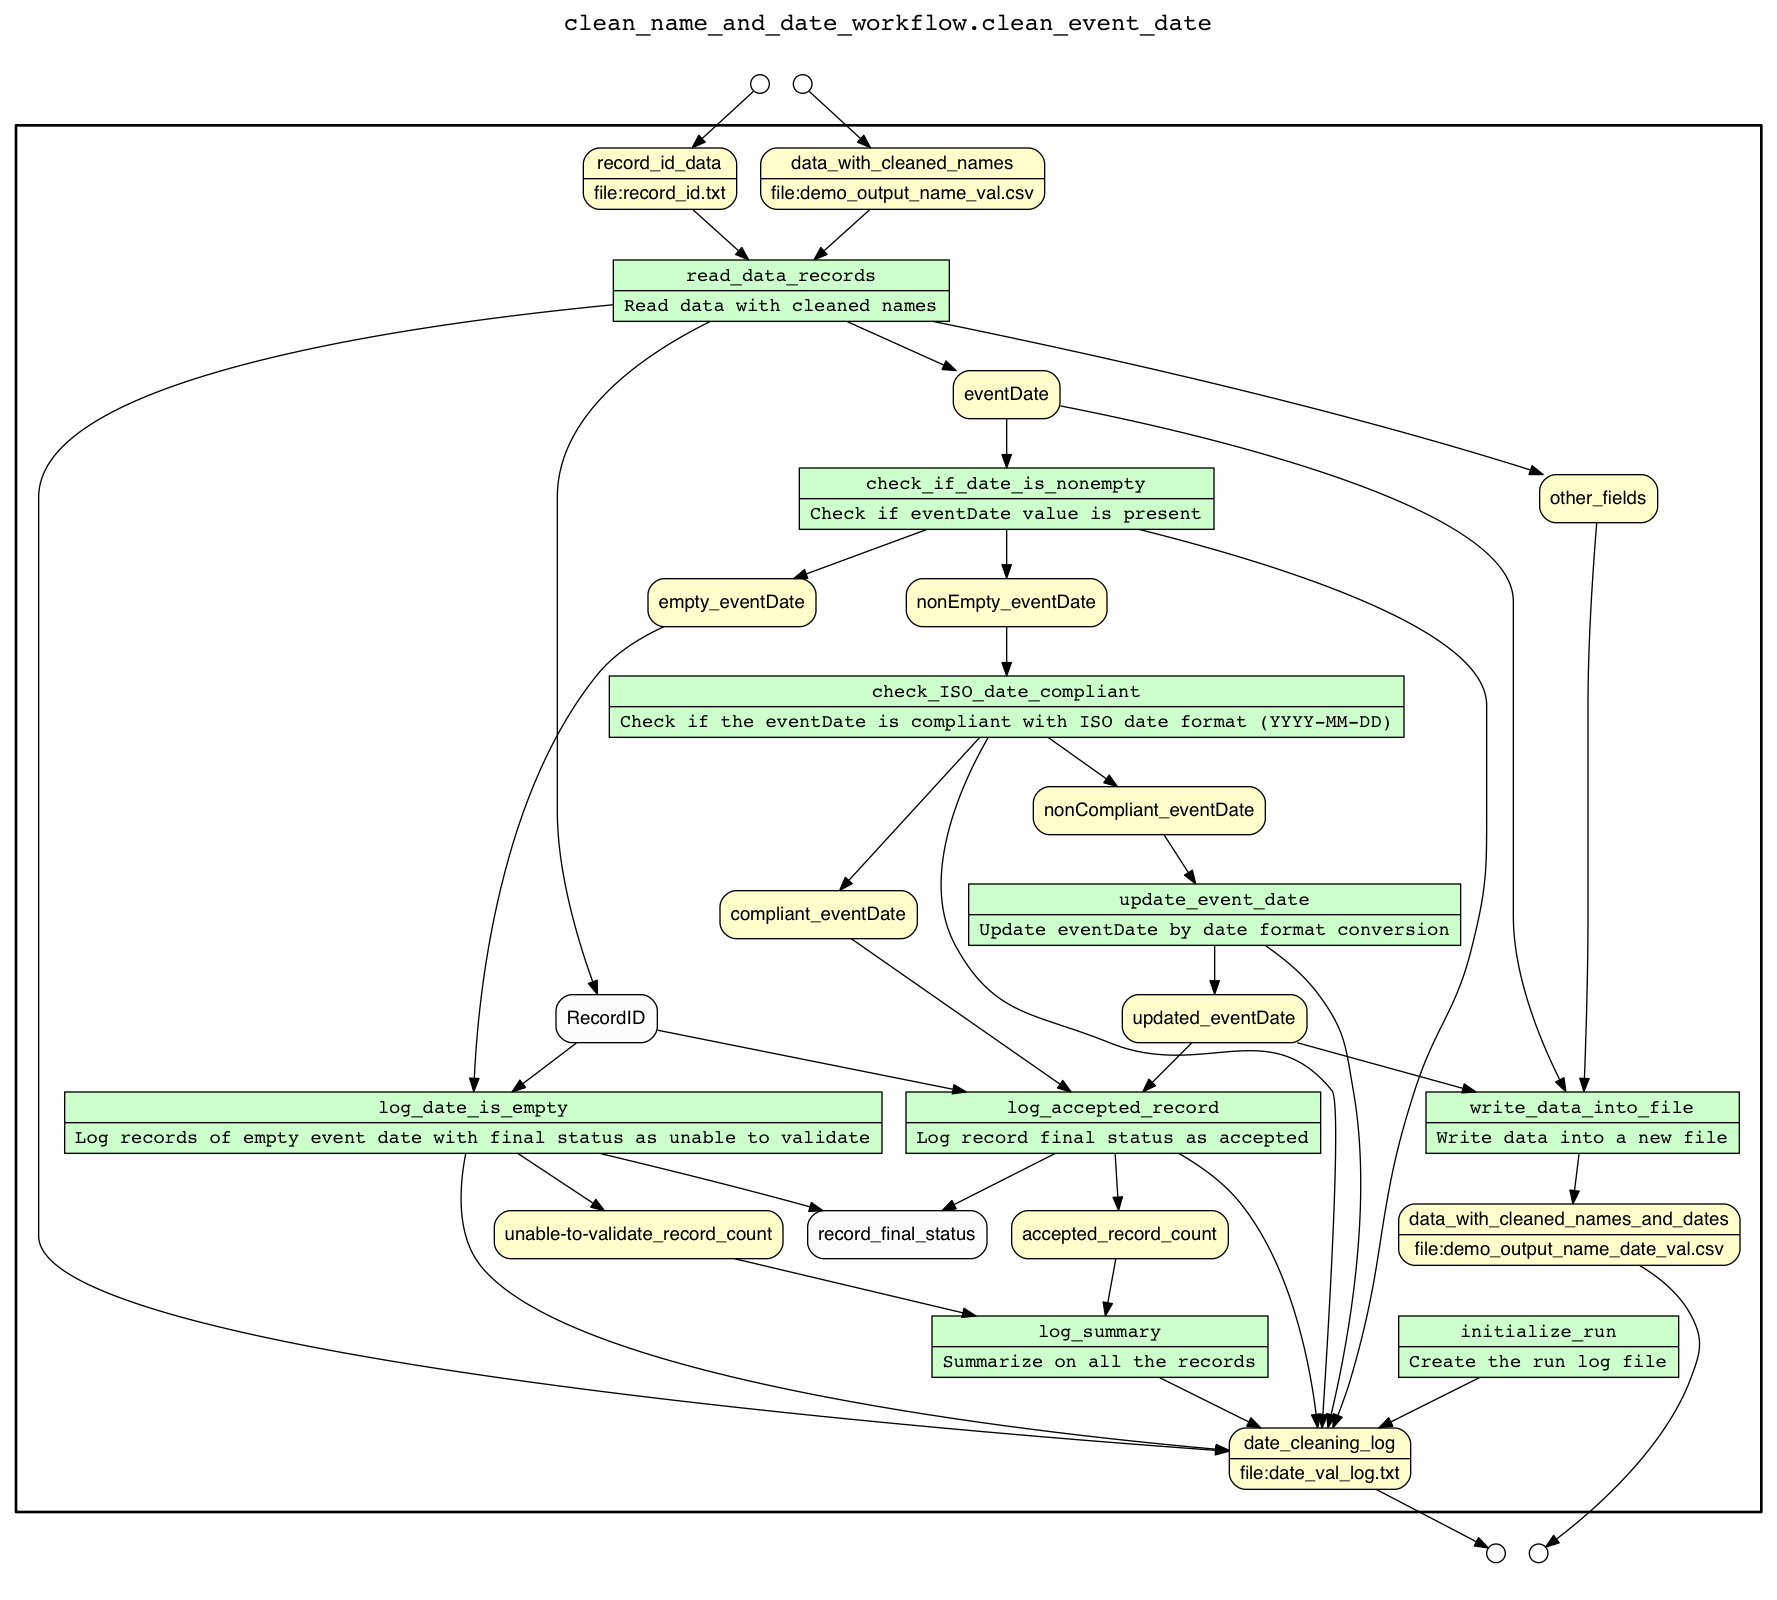 clean_name_and_date_workflow.clean_event_date
record_id_data
file:record_id.txt
data_with_cleaned_names
file:demo_output_name_val.csv
read_data_records
Read data with cleaned names
eventDate
check_if_date_is_nonempty
Check if eventDate value is present
other_fields
empty_eventDate
nonEmpty_eventDate
check_ISO_date_compliant
Check if the eventDate is compliant with ISO date format (YYYY-MM-DD)
nonCompliant_eventDate
compliant_eventDate
update_event_date
Update eventDate by date format conversion
RecordID
updated_eventDate
log_date_is_empty
Log records of empty event date with final status as unable to validate
log_accepted_record
Log record final status as accepted
write_data_into_file
Write data into a new file
unable-to-validate_record_count
record_final_status
accepted_record_count
data_with_cleaned_names_and_dates
file:demo_output_name_date_val.csv
log_summary
Summarize on all the records
initialize_run
Create the run log file
date_cleaning_log
file:date_val_log.txt